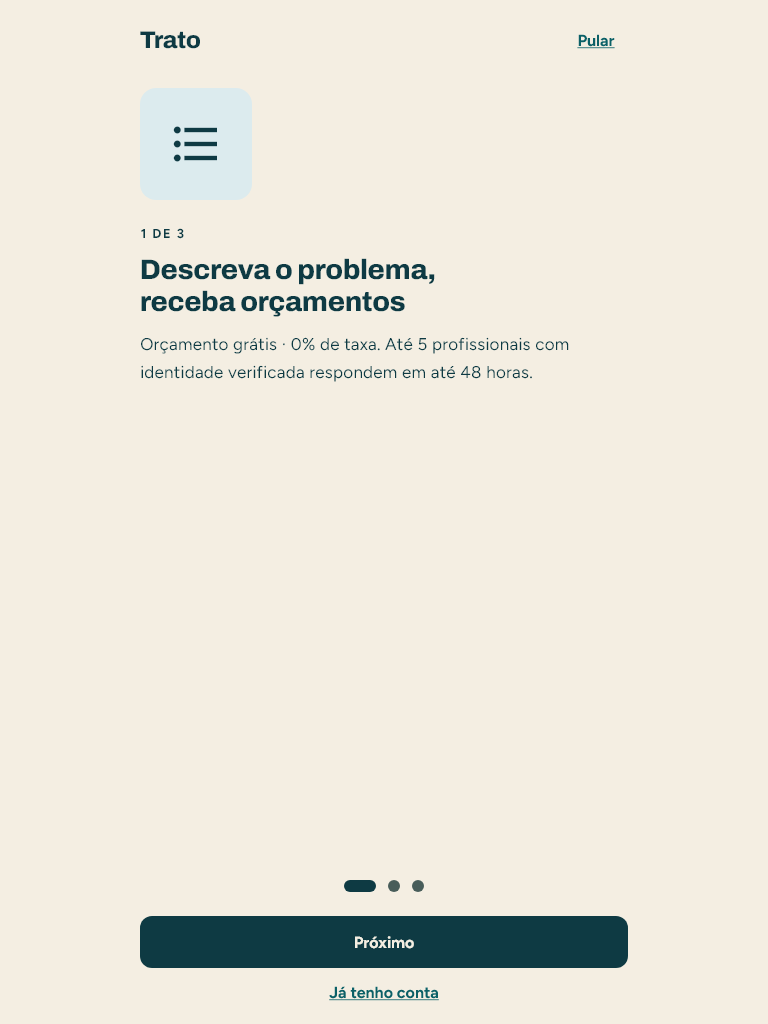 Trato
Pular
1 DE 3
Descreva o problema,
receba orçamentos
Orçamento grátis · 0% de taxa. Até 5 profissionais com
identidade verificada respondem em até 48 horas.
Próximo
Já tenho conta